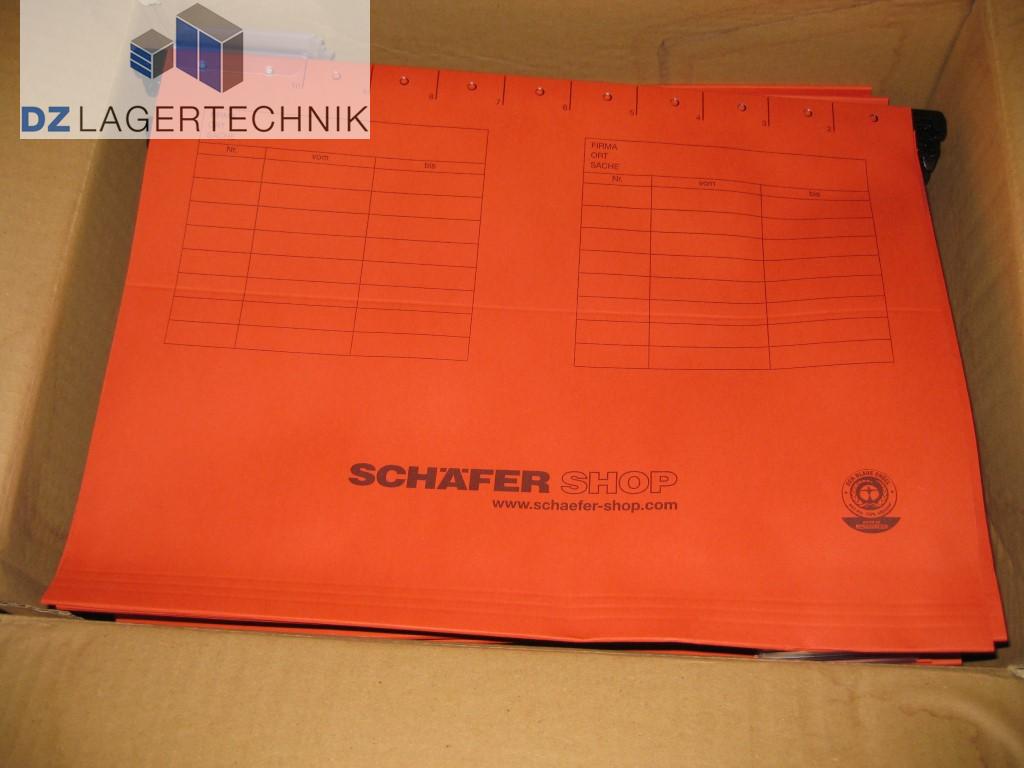 DZ LAGERTECHNIK
10 8 7 6 5 4 3 2
Nr. vom bis
FIRMA
ORT
SACHE
Nr. vom bis
SCHÄFER SHOP
www.schaefer-shop.com